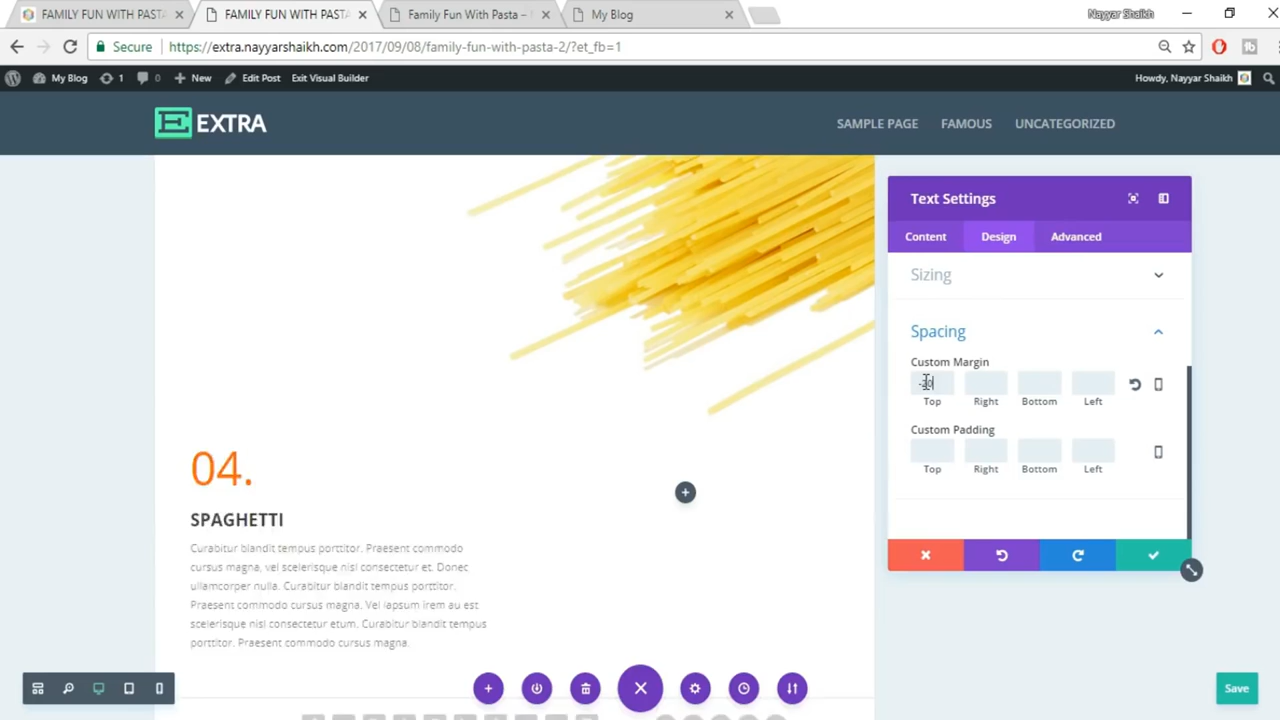 FAMILY FUN WITH PASTA
FAMILY FUN WITH PASTA
Family Fun With Pasta –
My Blog
Nayyar Shaikh
Secure
https://extra.nayyarshaikh.com/2017/09/08/family-fun-with-pasta-2/?et_fb=1
My Blog
1
0
New
Edit Post
Exit Visual Builder
Howdy, Nayyar Shaikh
E EXTRA
SAMPLE PAGE
FAMOUS
UNCATEGORIZED
Text Settings
Content
Design
Advanced
Sizing
Spacing
Custom Margin
Top
Right
Bottom
Left
Custom Padding
Top
Right
Bottom
Left
04.
SPAGHETTI
Curabitur blandit tempus porttitor. Praesent commodo
cursus magna, vel scelerisque nisl consectetur et. Donec
ullamcorper nulla. Curabitur blandit tempus porttitor.
Praesent commodo cursus magna. Vel lapsum irem au est
scelerisque nisl consectetur etum. Curabitur blandit tempus
porttitor. Praesent commodo cursus magna.
Save